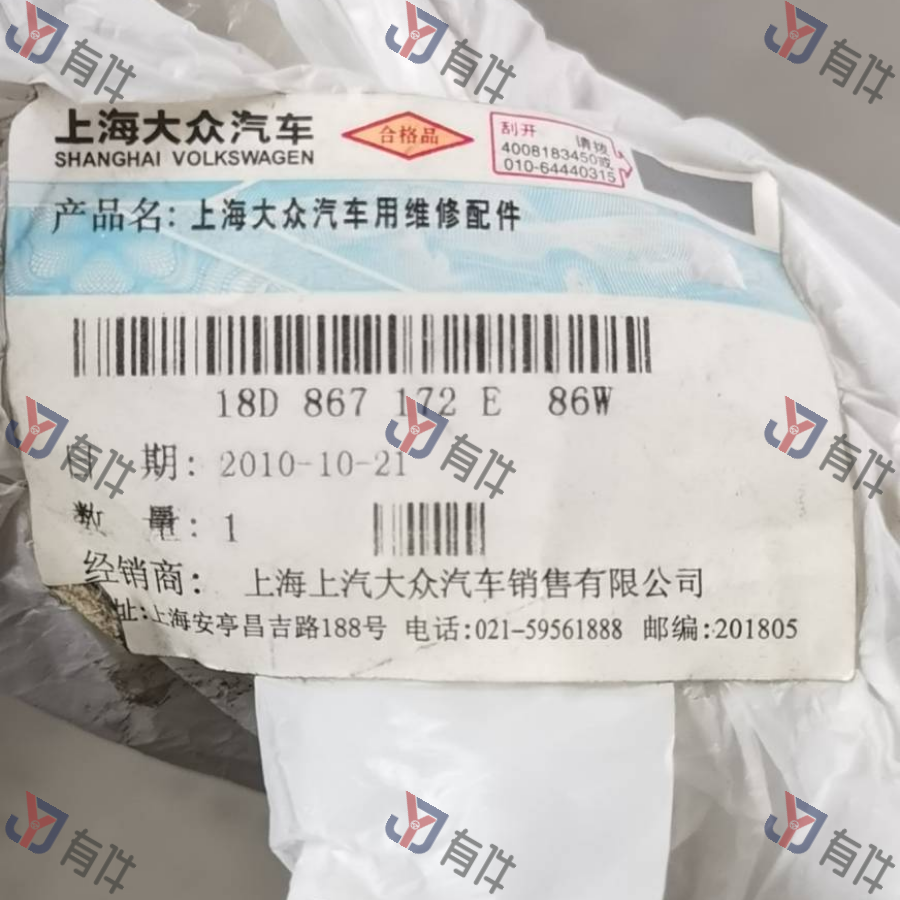 上海大众汽车
SHANGHAI VOLKSWAGEN
合格品
刮开 请拨
4008183450或
010-64440315
产品名: 上海大众汽车用维修配件
18D 867 172 E 86W
日 期: 2010-10-21
数 量: 1
经销商: 上海上汽大众汽车销售有限公司
址:上海安亭昌吉路188号 电话:021-59561888 邮编:201805
有件
有件
有件
有件
有件
有件
有件
有件
有件